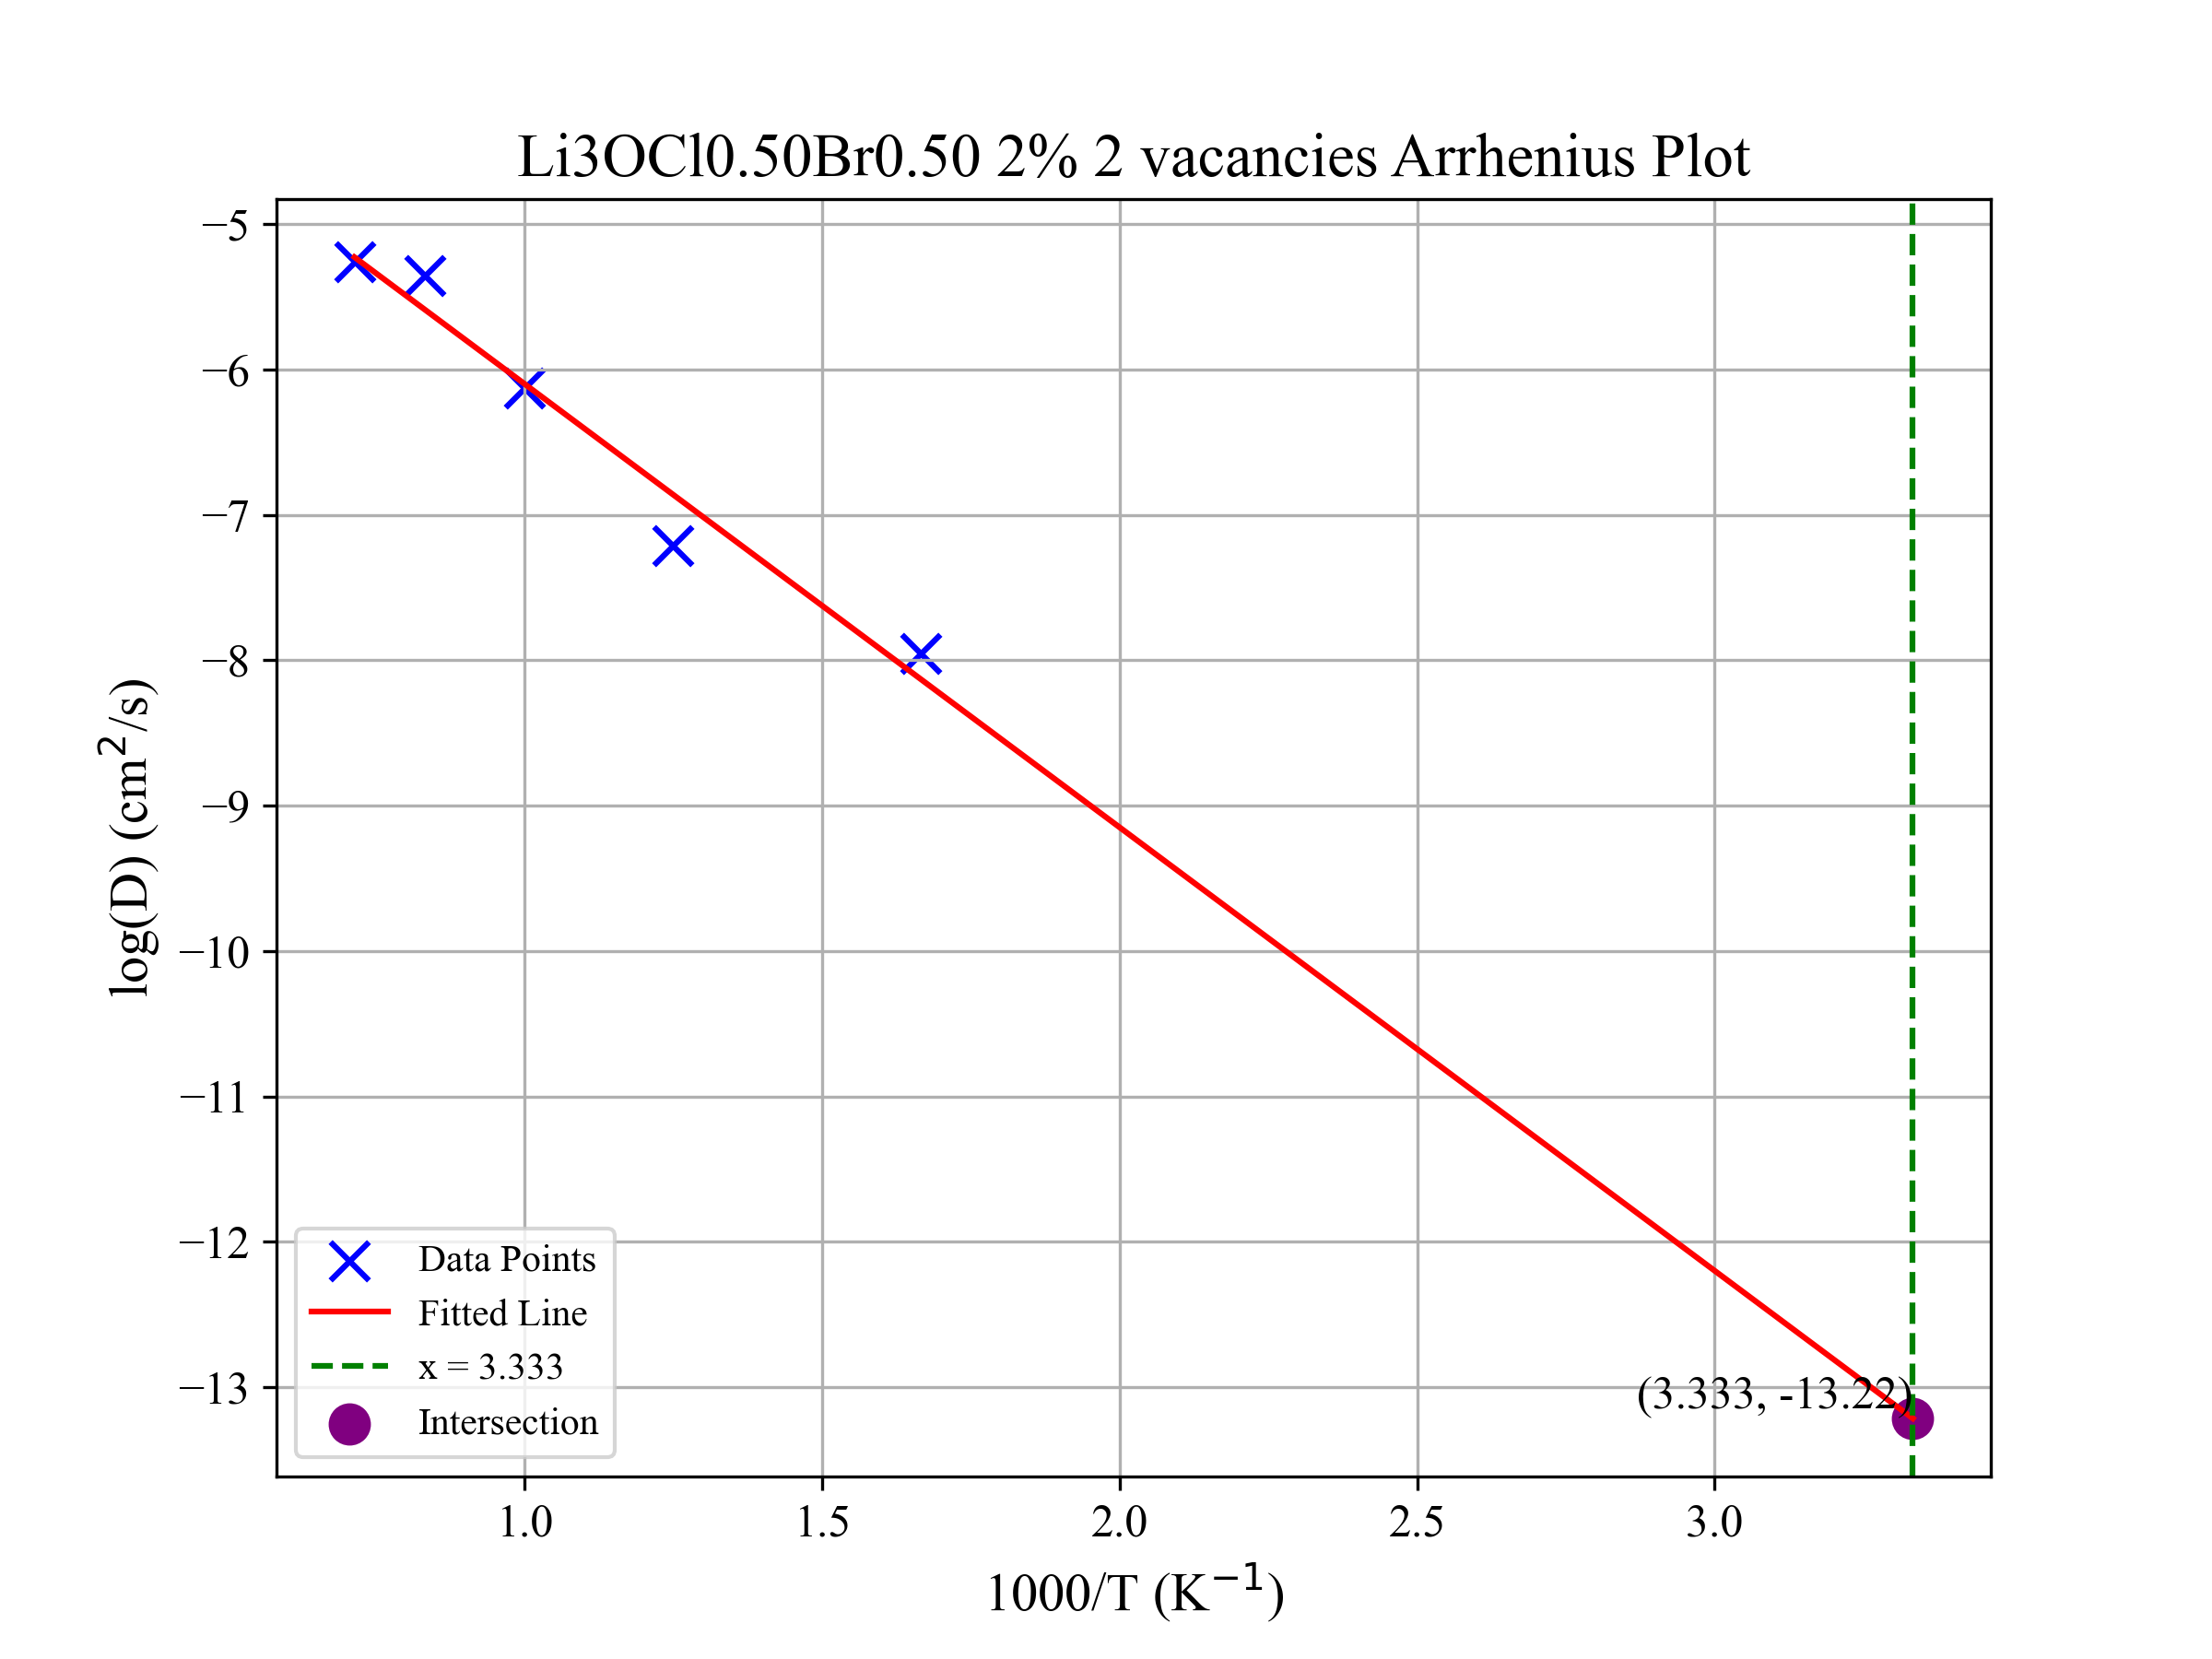 Li3OCl0.50Br0.50 2% 2 vacancies Arrhenius Plot
−5
−6
−7
−8
−9
−10
−11
−12
−13
log(D) (cm²/s)
Data Points
Fitted Line
x = 3.333
Intersection
(3.333, -13.22)
1.0 1.5 2.0 2.5 3.0
1000/T (K⁻¹)